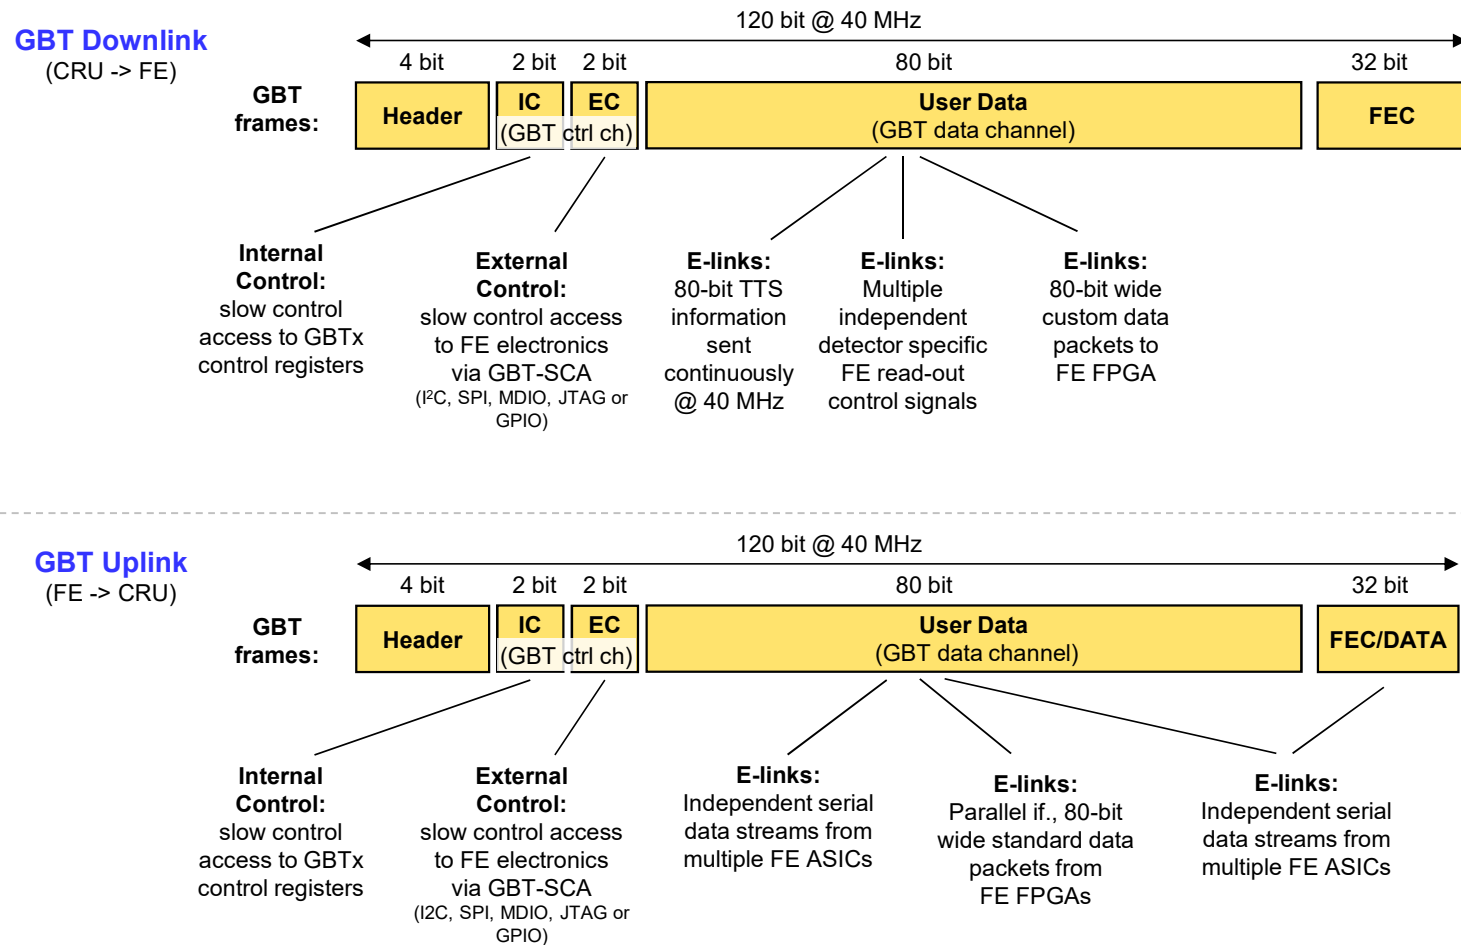 GBT Downlink
(CRU -> FE)
120 bit @ 40 MHz
4 bit 2 bit 2 bit 80 bit 32 bit
GBT
frames:
Header
IC EC
(GBT ctrl ch)
User Data
(GBT data channel)
FEC
Internal
Control:
slow control
access to GBTx
control registers
External
Control:
slow control access
to FE electronics
via GBT-SCA
(I²C, SPI, MDIO, JTAG or
GPIO)
E-links:
80-bit TTS
information
sent
continuously
@ 40 MHz
E-links:
Multiple
independent
detector specific
FE read-out
control signals
E-links:
80-bit wide
custom data
packets to
FE FPGA
GBT Uplink
(FE -> CRU)
120 bit @ 40 MHz
4 bit 2 bit 2 bit 80 bit 32 bit
GBT
frames:
Header
IC EC
(GBT ctrl ch)
User Data
(GBT data channel)
FEC/DATA
Internal
Control:
slow control
access to GBTx
control registers
External
Control:
slow control access
to FE electronics
via GBT-SCA
(I2C, SPI, MDIO, JTAG or
GPIO)
E-links:
Independent serial
data streams from
multiple FE ASICs
E-links:
Parallel if., 80-bit
wide standard data
packets from
FE FPGAs
E-links:
Independent serial
data streams from
multiple FE ASICs